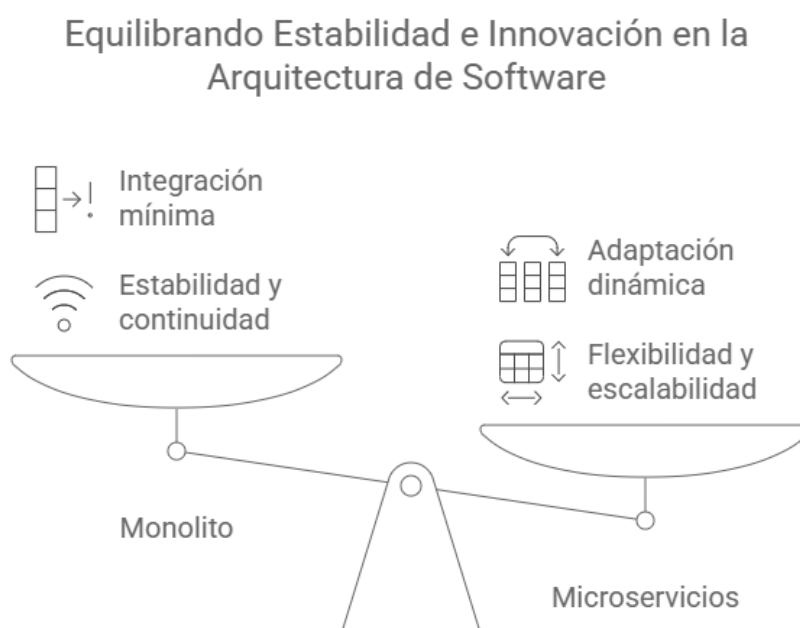 Equilibrando Estabilidad e Innovación en la
Arquitectura de Software
Integración
mínima
Estabilidad y
continuidad
Monolito
Adaptación
dinámica
Flexibilidad y
escalabilidad
Microservicios